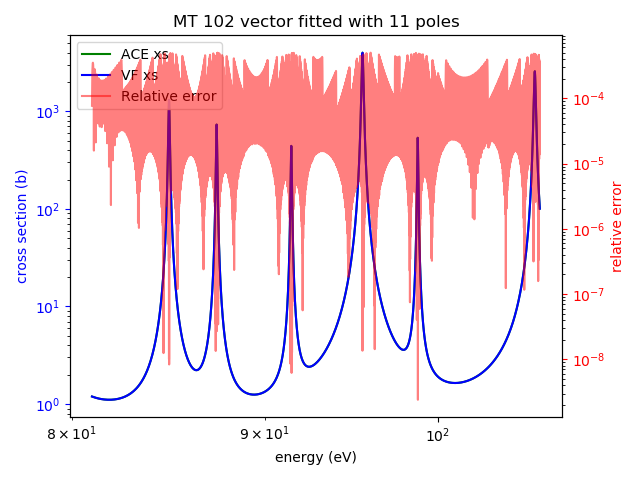 MT 102 vector fitted with 11 poles
ACE xs
VF xs
Relative error
cross section (b)
10³
10²
10¹
10⁰
relative error
10⁻⁴
10⁻⁵
10⁻⁶
10⁻⁷
10⁻⁸
8 × 10¹
9 × 10¹
10²
energy (eV)